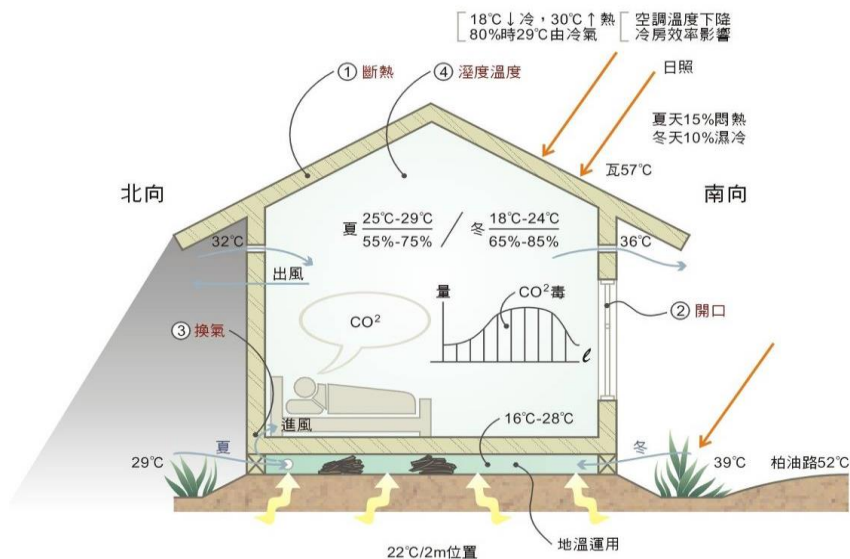 18℃↓冷，30℃↑熱
80%時29℃由冷氣
空調溫度下降
冷房效率影響
① 斷熱
④ 溼度溫度
日照
夏天15%悶熱
冬天10%濕冷
瓦57℃
北向
南向
夏 25℃-29℃ / 冬 18℃-24℃
55%-75% 65%-85%
32℃
36℃
出風
量
CO²毒
CO²
② 開口
③ 換氣
ℓ
進風
16℃-28℃
夏
冬
29℃
39℃
柏油路52℃
地溫運用
22℃/2m位置